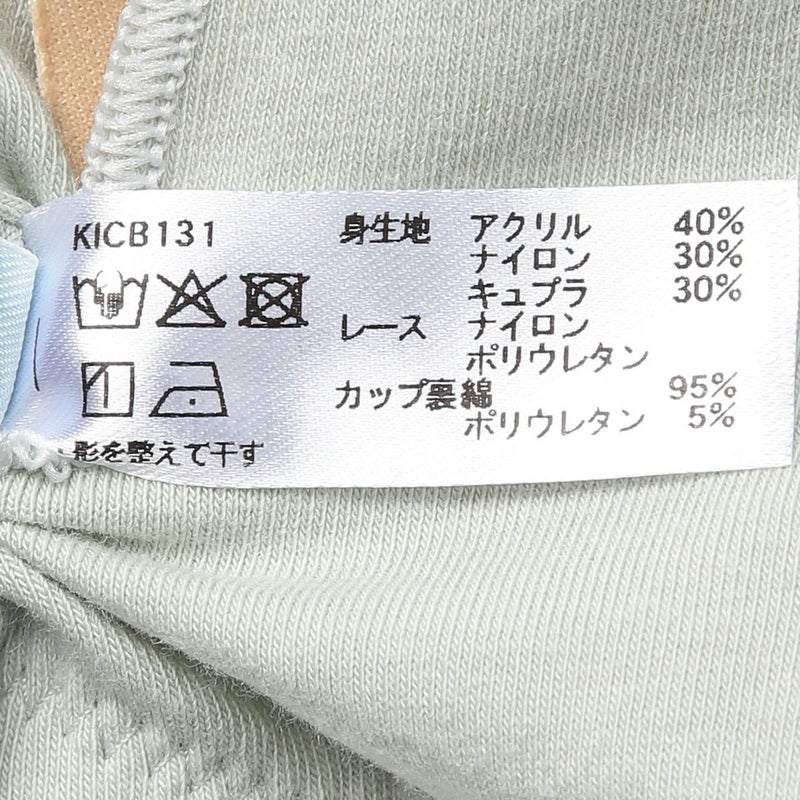 KICB131
身生地 アクリル 40%
ナイロン 30%
キュプラ 30%
レース ナイロン
ポリウレタン
カップ裏綿 95%
ポリウレタン 5%
・形を整えて干す